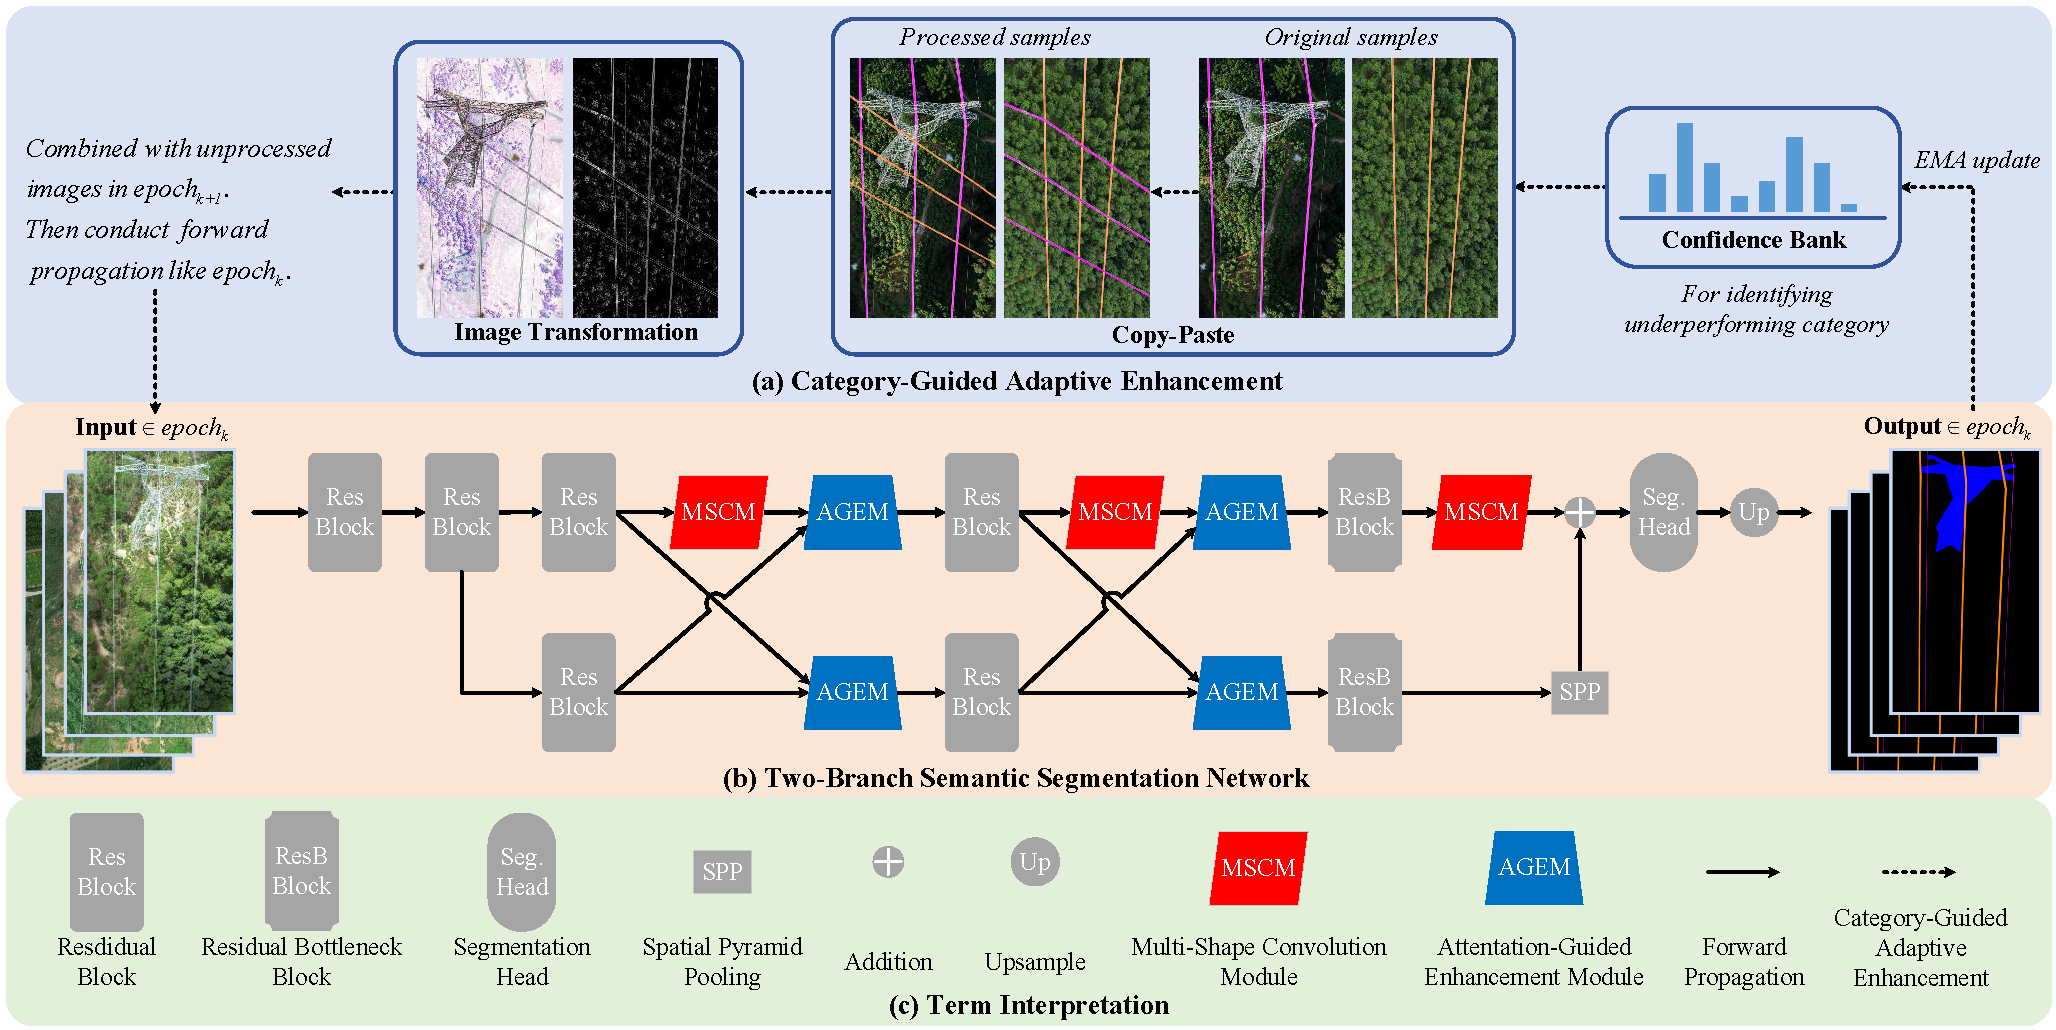 Processed samples
Original samples
Combined with unprocessed
images in epoch_{k+1}.
Then conduct forward
propagation like epoch_k.
Image Transformation
Copy-Paste
Confidence Bank
EMA update
For identifying
underperforming category
(a) Category-Guided Adaptive Enhancement
Input ∈ epoch_k
Output ∈ epoch_k
Res
Block
Res
Block
Res
Block
MSCM
AGEM
Res
Block
MSCM
AGEM
ResB
Block
MSCM
Seg.
Head
Up
Res
Block
AGEM
Res
Block
AGEM
ResB
Block
SPP
(b) Two-Branch Semantic Segmentation Network
Res
Block
ResB
Block
Seg.
Head
SPP
Up
MSCM
AGEM
Resdidual
Block
Residual Bottleneck
Block
Segmentation
Head
Spatial Pyramid
Pooling
Addition
Upsample
Multi-Shape Convolution
Module
Attentation-Guided
Enhancement Module
Forward
Propagation
Category-Guided
Adaptive
Enhancement
(c) Term Interpretation